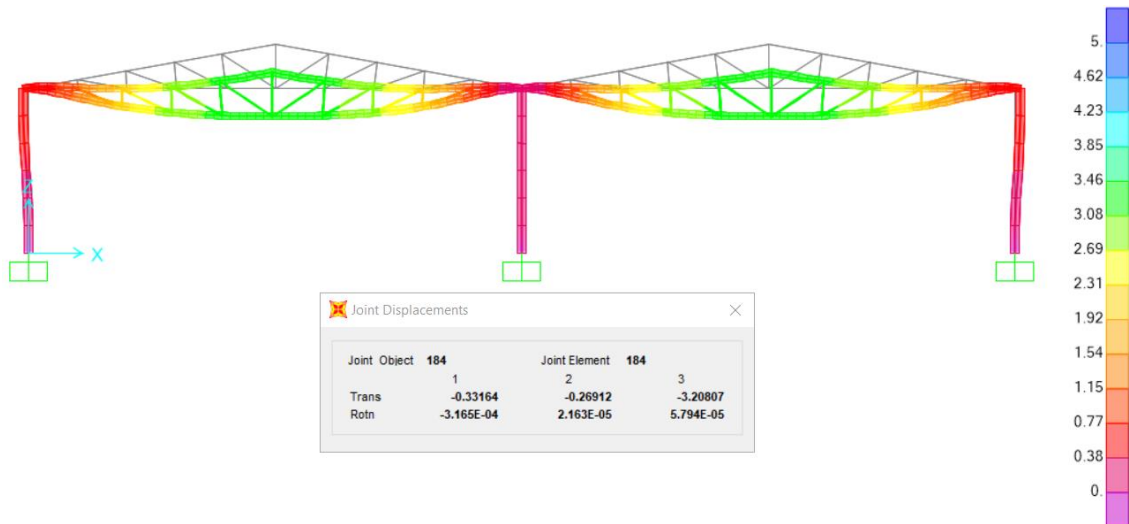 5.
4.62
4.23
3.85
3.46
3.08
2.69
2.31
1.92
1.54
1.15
0.77
0.38
0.
Z
X
Joint Displacements
Joint Object 184 Joint Element 184
1 2 3
Trans -0.33164 -0.26912 -3.20807
Rotn -3.165E-04 2.163E-05 5.794E-05